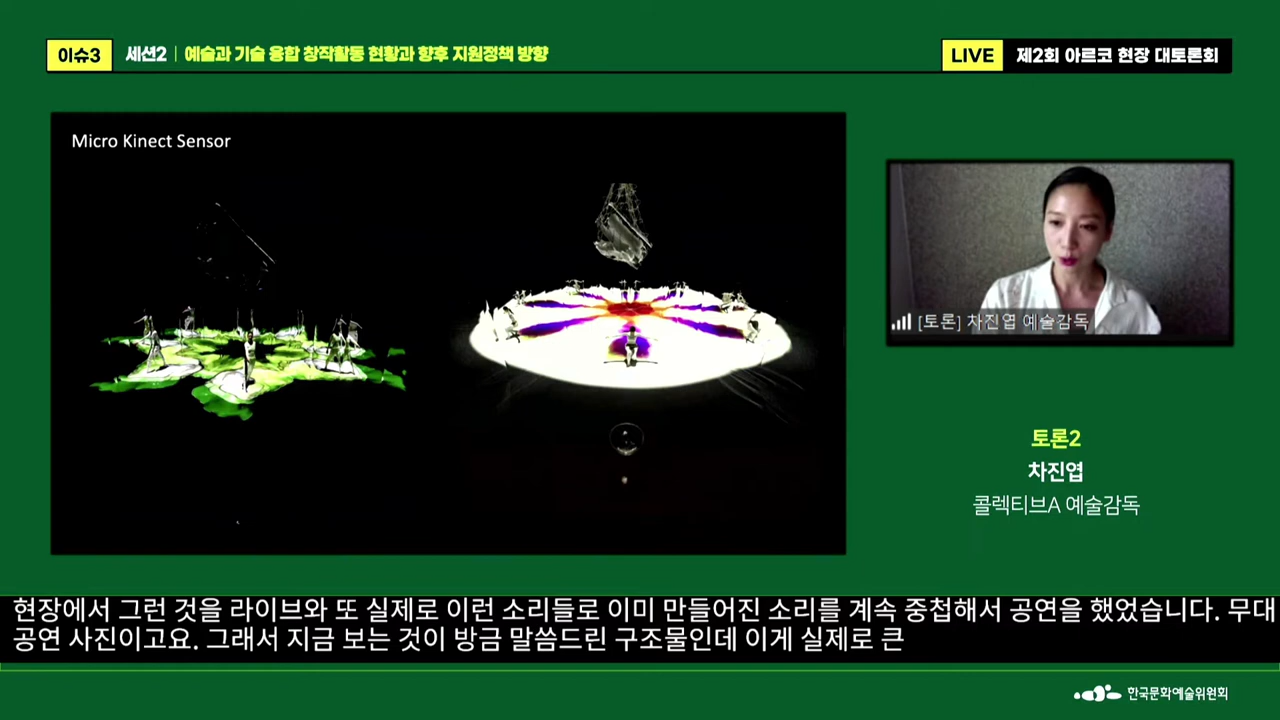 이슈3
세션2 | 예술과 기술 융합 창작활동 현황과 향후 지원정책 방향
LIVE 제2회 아르코 현장 대토론회
Micro Kinect Sensor
[토론] 차진엽 예술감독
토론2
차진엽
콜렉티브A 예술감독
현장에서 그런 것을 라이브와 또 실제로 이런 소리들로 이미 만들어진 소리를 계속 중첩해서 공연을 했었습니다. 무대
공연 사진이고요. 그래서 지금 보는 것이 방금 말씀드린 구조물인데 이게 실제로 큰
한국문화예술위원회